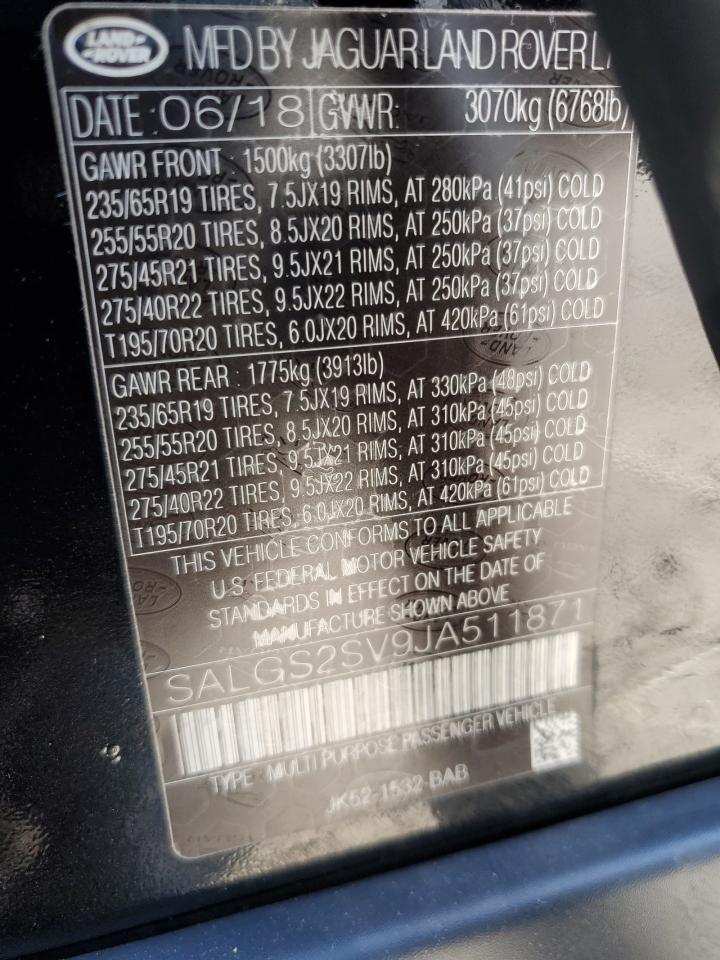 LAND ROVER
MFD BY JAGUAR LAND ROVER
DATE: 06/18 GVWR: 3070kg (6768lb)
GAWR FRONT : 1500kg (3307lb)
235/65R19 TIRES, 7.5JX19 RIMS, AT 280kPa (41psi) COLD
255/55R20 TIRES, 8.5JX20 RIMS, AT 250kPa (37psi) COLD
275/45R21 TIRES, 9.5JX21 RIMS, AT 250kPa (37psi) COLD
275/40R22 TIRES, 9.5JX22 RIMS, AT 250kPa (37psi) COLD
T195/70R20 TIRES, 6.0JX20 RIMS, AT 420kPa (61psi) COLD
GAWR REAR : 1775kg (3913lb)
235/65R19 TIRES, 7.5JX19 RIMS, AT 330kPa (48psi) COLD
255/55R20 TIRES, 8.5JX20 RIMS, AT 310kPa (45psi) COLD
275/45R21 TIRES, 9.5JX21 RIMS, AT 310kPa (45psi) COLD
275/40R22 TIRES, 9.5JX22 RIMS, AT 310kPa (45psi) COLD
T195/70R20 TIRES, 6.0JX20 RIMS, AT 420kPa (61psi) COLD
THIS VEHICLE CONFORMS TO ALL APPLICABLE
U.S. FEDERAL MOTOR VEHICLE SAFETY
STANDARDS IN EFFECT ON THE DATE OF
MANUFACTURE SHOWN ABOVE
SALGS2SV9JA511871
TYPE : MULTI PURPOSE PASSENGER VEHICLE
JK52-1532-BAB